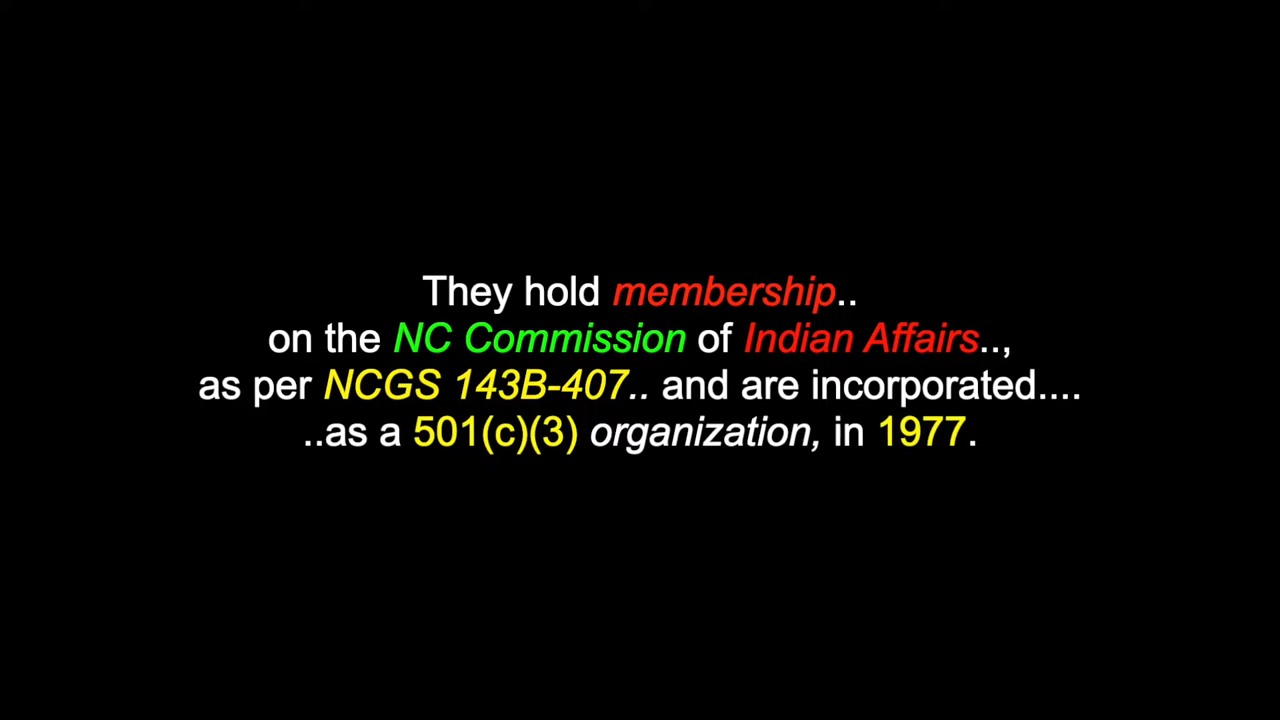 They hold membership..
on the NC Commission of Indian Affairs..,
as per NCGS 143B-407.. and are incorporated....
..as a 501(c)(3) organization, in 1977.